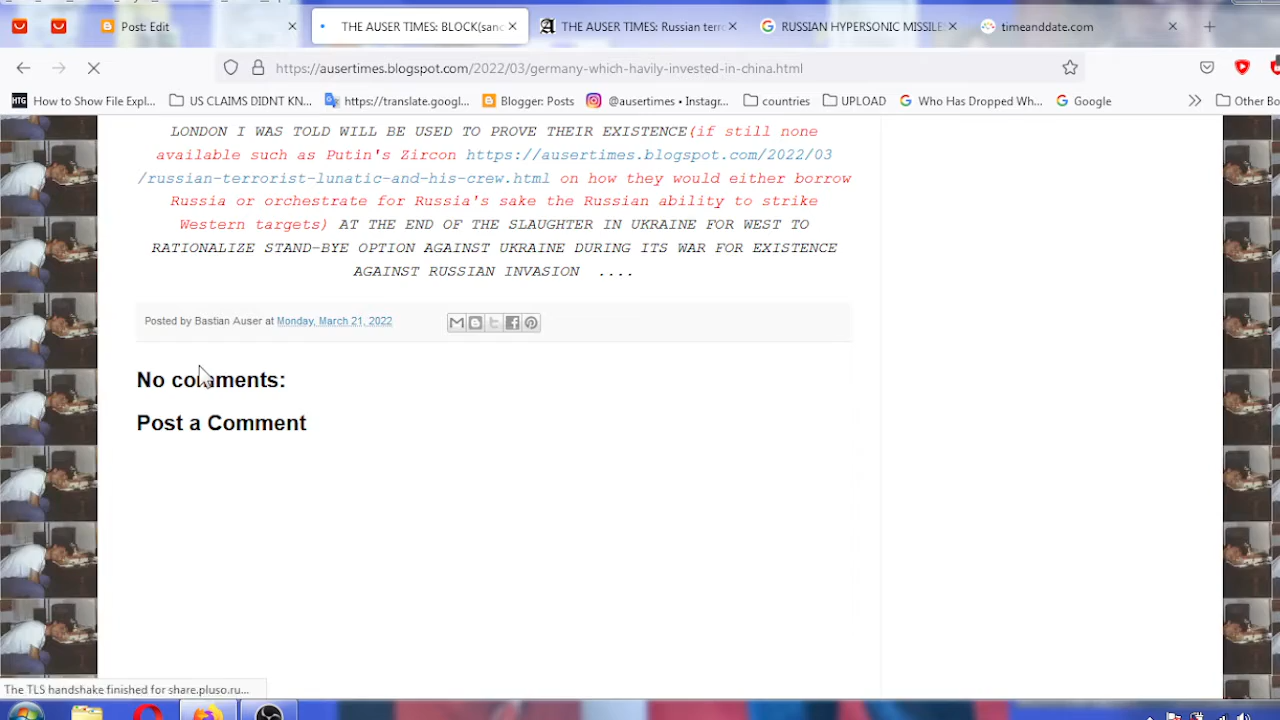 Post: Edit
THE AUSER TIMES: BLOCK(sanc
THE AUSER TIMES: Russian terro
RUSSIAN HYPERSONIC MISSILES
timeanddate.com
https://ausertimes.blogspot.com/2022/03/germany-which-havily-invested-in-china.html
How to Show File Expl...
US CLAIMS DIDNT KN...
https://translate.googl...
Blogger: Posts
@ausertimes • Instagr...
countries
UPLOAD
Who Has Dropped Wh...
Google
Other Bo
LONDON I WAS TOLD WILL BE USED TO PROVE THEIR EXISTENCE(if still none
available such as Putin's Zircon https://ausertimes.blogspot.com/2022/03
/russian-terrorist-lunatic-and-his-crew.html on how they would either borrow
Russia or orchestrate for Russia's sake the Russian ability to strike
Western targets) AT THE END OF THE SLAUGHTER IN UKRAINE FOR WEST TO
RATIONALIZE STAND-BYE OPTION AGAINST UKRAINE DURING ITS WAR FOR EXISTENCE
AGAINST RUSSIAN INVASION ....
Posted by Bastian Auser at Monday, March 21, 2022
No comments:
Post a Comment
The TLS handshake finished for share.pluso.ru...